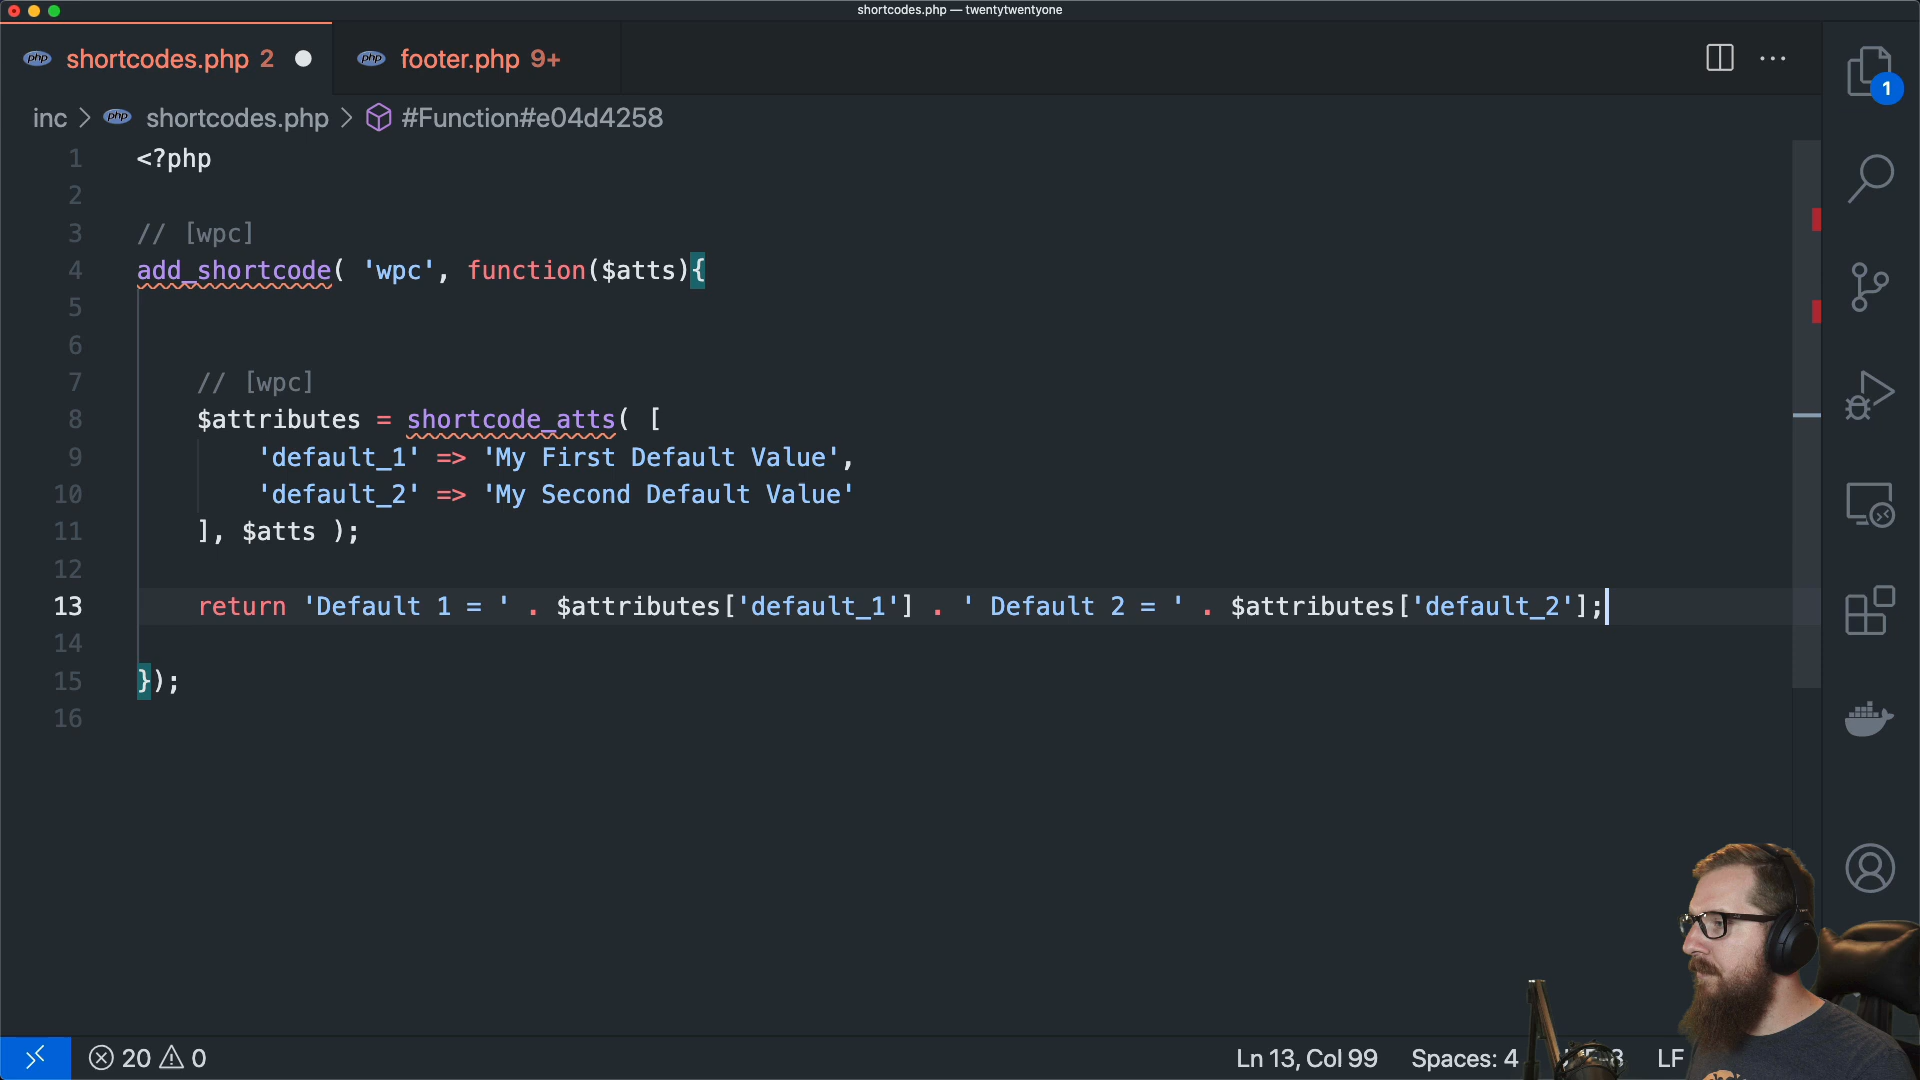 shortcodes.php — twentytwentyone
php shortcodes.php 2
php footer.php 9+
inc > php shortcodes.php > #Function#e04d4258
1
1 <?php
2
3 // [wpc]
4 add_shortcode( 'wpc', function($atts){
5
6
7 // [wpc]
8 $attributes = shortcode_atts( [
9 'default_1' => 'My First Default Value',
10 'default_2' => 'My Second Default Value'
11 ], $atts );
12
13 return 'Default 1 = ' . $attributes['default_1'] . ' Default 2 = ' . $attributes['default_2'];
14
15 });
16
20 0 Ln 13, Col 99 Spaces: 4 LF